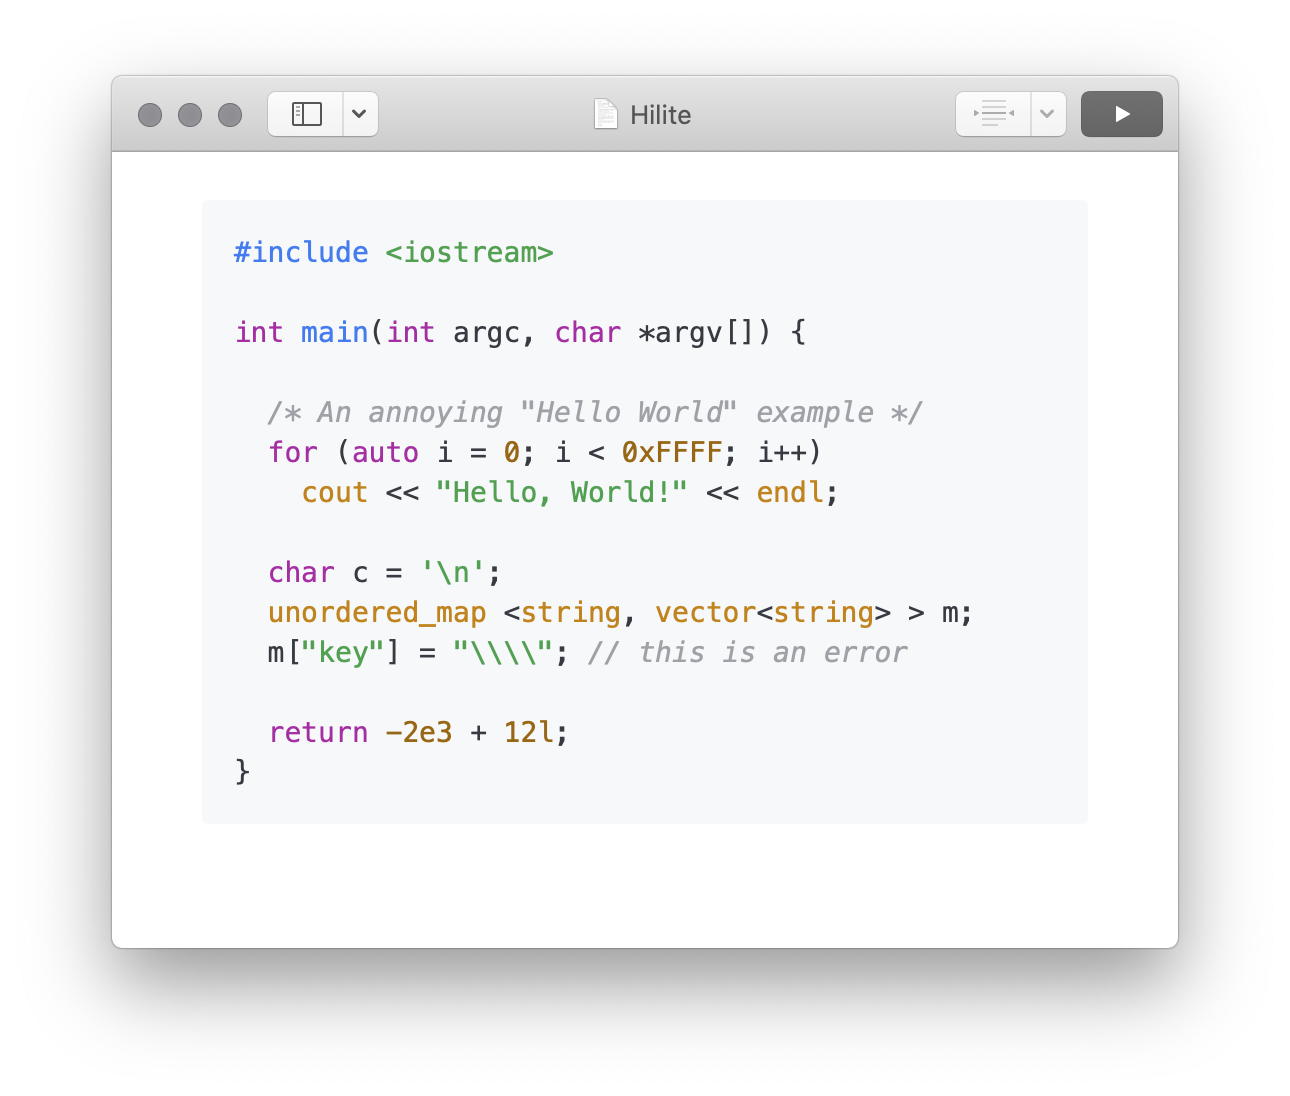 Hilite
#include <iostream>
int main(int argc, char *argv[]) {
/* An annoying "Hello World" example */
for (auto i = 0; i < 0xFFFF; i++)
cout << "Hello, World!" << endl;
char c = '\n';
unordered_map <string, vector<string> > m;
m["key"] = "\\\\"; // this is an error
return -2e3 + 12l;
}